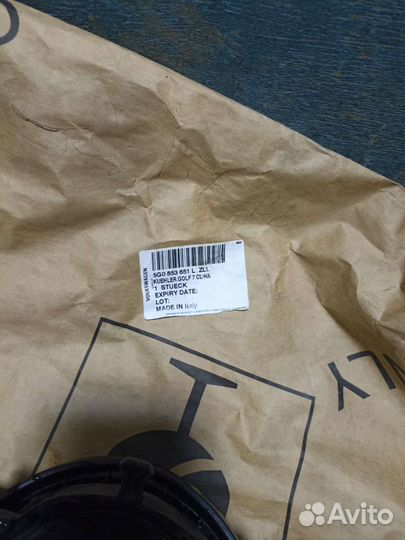 VOLKSWAGEN
5G0 853 651 L ZLL
KUEHLER.GOLF 7 CL/HA
1 STUECK
EXPIRY DATE:
LOT:
MADE IN Italy
NLY
Avito